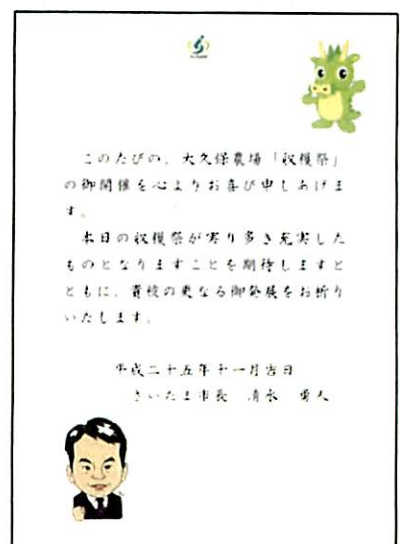 このたびの、大久保農場「収穫祭」
の御開催を心よりお喜び申しあげま
す。
本日の収穫祭が実り多き充実した
ものとなりますことを期待しますと
ともに、貴校の更なる御発展をお祈り
いたします。
平成二十五年十一月吉日
さいたま市長　清水　勇人